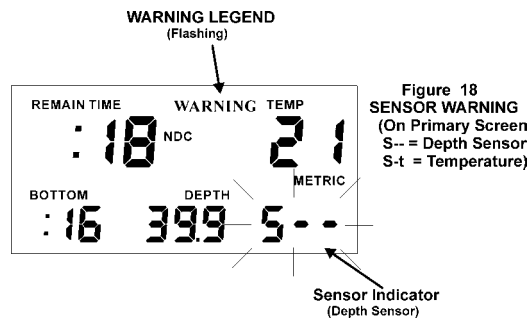 WARNING LEGEND
(Flashing)
REMAIN TIME WARNING TEMP
:18 NDC 21
METRIC
BOTTOM DEPTH
:16 39.9 S--
Figure 18
SENSOR WARNING
(On Primary Screen
S-- = Depth Sensor
S-t = Temperature)
Sensor Indicator
(Depth Sensor)